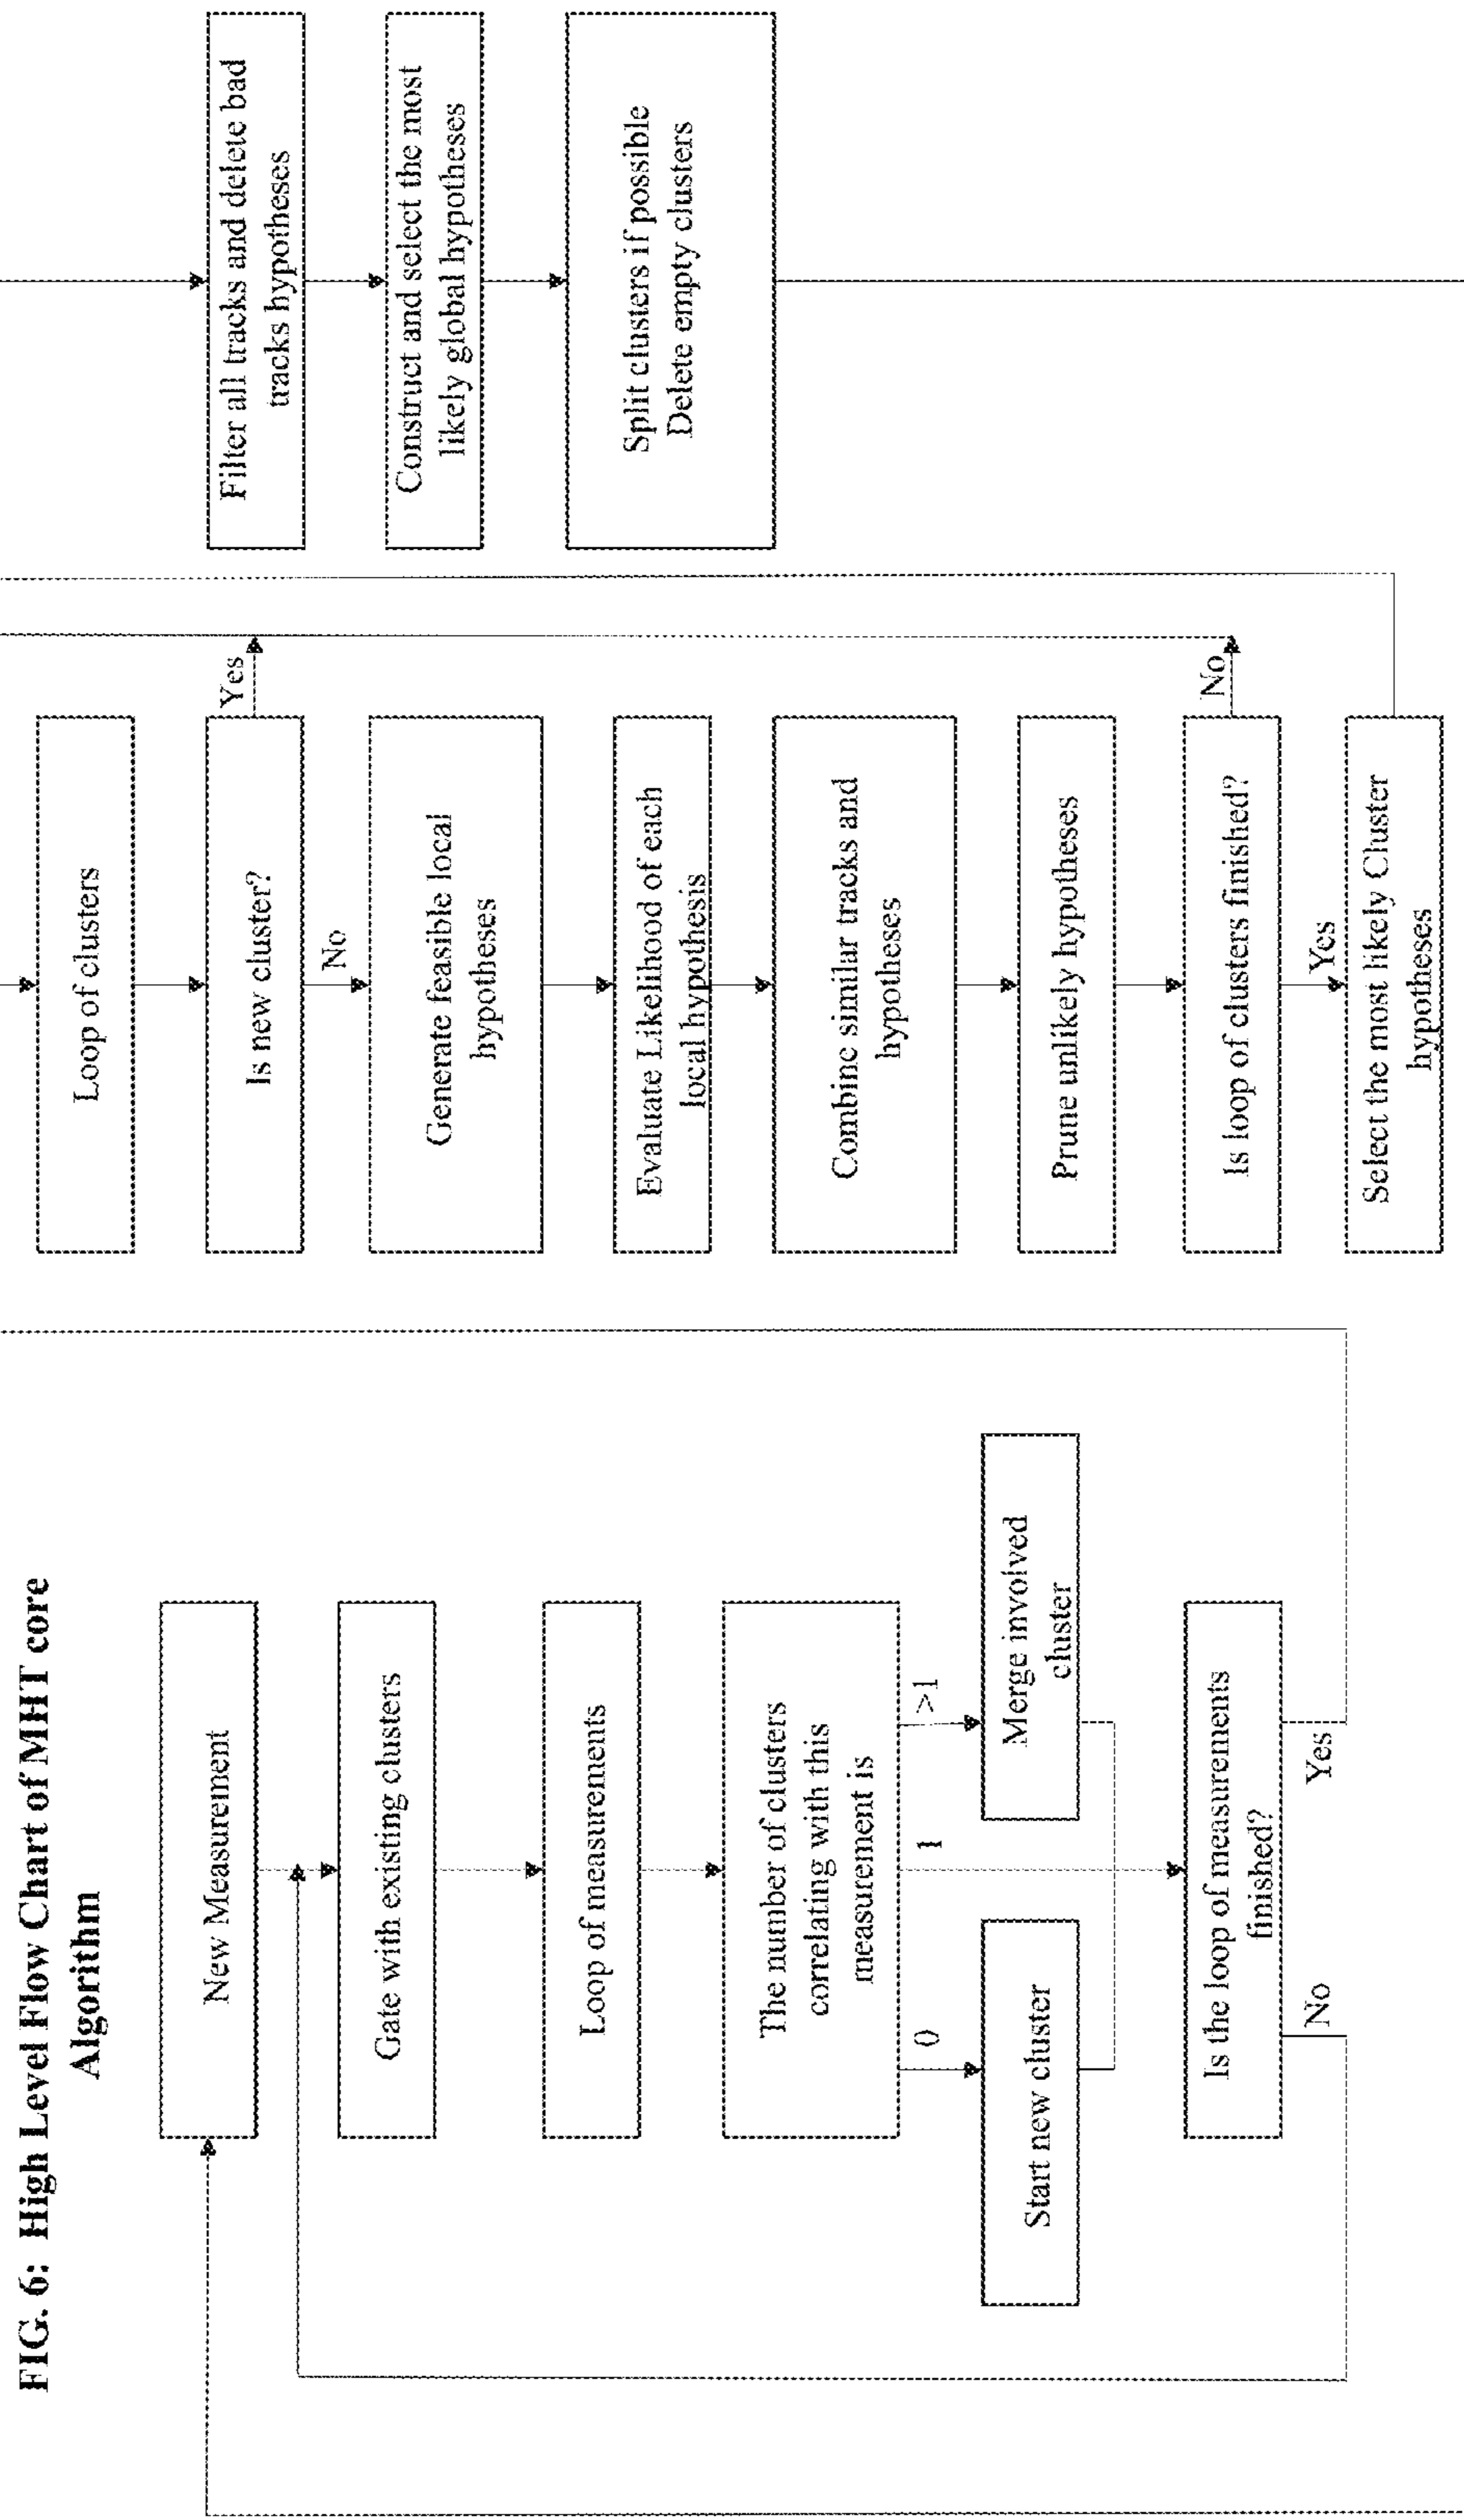 FIG. 6: High Level Flow Chart of MHT core
Algorithm
New Measurement
Gate with existing clusters
Loop of measurements
The number of clusters
correlating with this
measurement is
0
1
>1
Start new cluster
Merge involved
cluster
Is the loop of measurements
finished?
No
Yes
Loop of clusters
Is new cluster?
Yes
No
Generate feasible local
hypotheses
Evaluate Likelihood of each
local hypothesis
Combine similar tracks and
hypotheses
Prune unlikely hypotheses
Is loop of clusters finished?
No
Yes
Select the most likely Cluster
hypotheses
Filter all tracks and delete bad
tracks hypotheses
Construct and select the most
likely global hypotheses
Split clusters if possible
Delete empty clusters